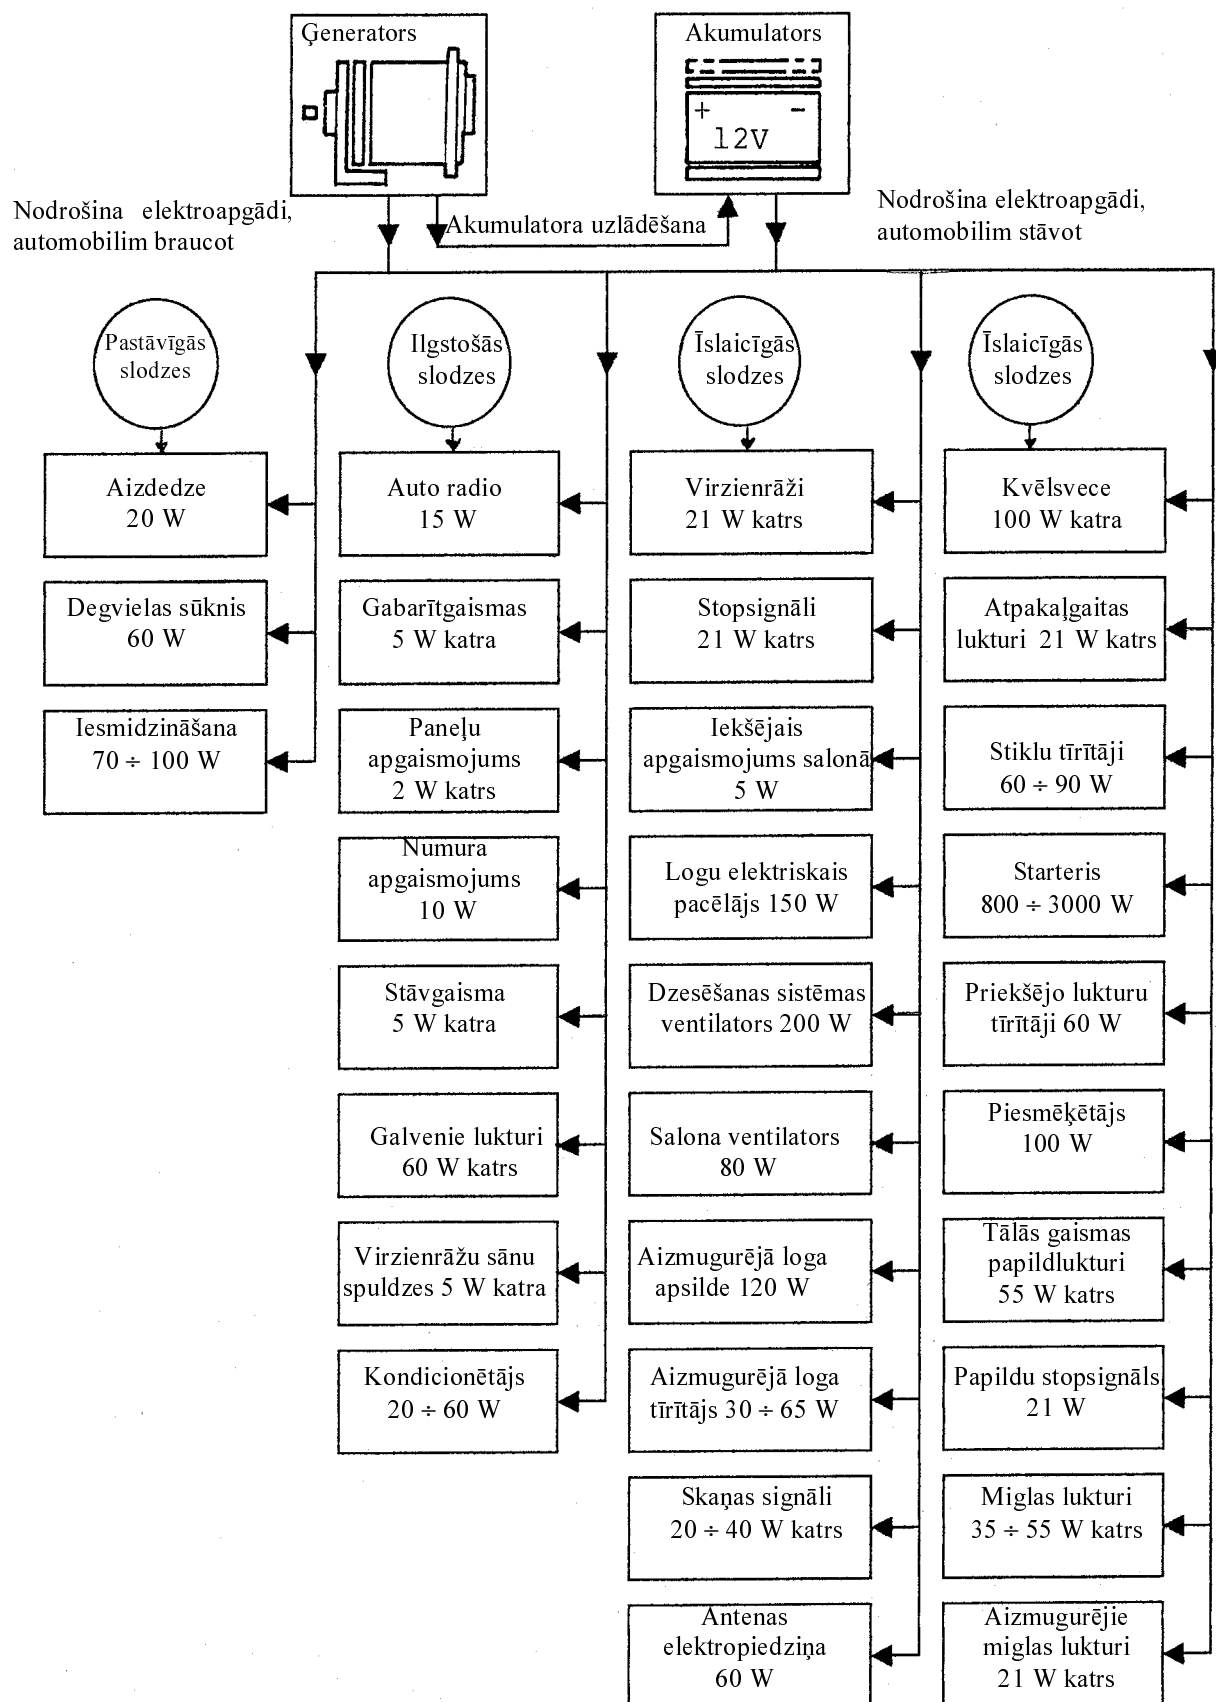 Ģenerators
Akumulators
+ -
12V
Nodrošina elektroapgādi,
automobilim braucot
Akumulatora uzlādēšana
Nodrošina elektroapgādi,
automobilim stāvot
Pastāvīgās
slodzes
Aizdedze
20 W
Degvielas sūknis
60 W
Iesmidzināšana
70 ÷ 100 W
Ilgstošās
slodzes
Auto radio
15 W
Gabarītgaismas
5 W katra
Paneļu
apgaismojums
2 W katrs
Numura
apgaismojums
10 W
Stāvgaisma
5 W katra
Galvenie lukturi
60 W katrs
Virzienrāžu sānu
spuldzes 5 W katra
Kondicionētājs
20 ÷ 60 W
Īslaicīgās
slodzes
Virzienrāži
21 W katrs
Stopsignāli
21 W katrs
Iekšējais
apgaismojums salonā
5 W
Logu elektriskais
pacēlājs 150 W
Dzesēšanas sistēmas
ventilators 200 W
Salona ventilators
80 W
Aizmugurējā loga
apsilde 120 W
Aizmugurējā loga
tīrītājs 30 ÷ 65 W
Skaņas signāli
20 ÷ 40 W katrs
Antenas
elektropiedziņa
60 W
Īslaicīgās
slodzes
Kvēlsvece
100 W katra
Atpakaļgaitas
lukturi 21 W katrs
Stiklu tīrītāji
60 ÷ 90 W
Starteris
800 ÷ 3000 W
Priekšējo lukturu
tīrītāji 60 W
Piesmēķētājs
100 W
Tālās gaismas
papildlukturi
55 W katrs
Papildu stopsignāls
21 W
Miglas lukturi
35 ÷ 55 W katrs
Aizmugurējie
miglas lukturi
21 W katrs